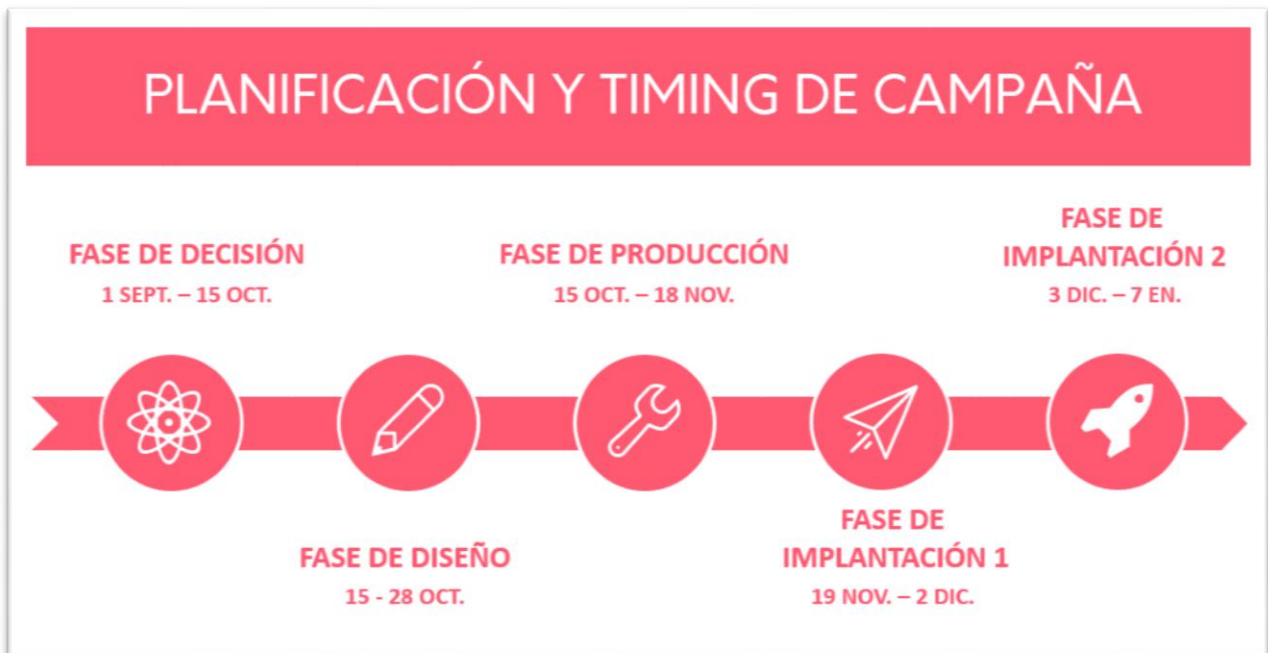 PLANIFICACIÓN Y TIMING DE CAMPAÑA
FASE DE DECISIÓN
1 SEPT. – 15 OCT.
FASE DE DISEÑO
15 - 28 OCT.
FASE DE PRODUCCIÓN
15 OCT. – 18 NOV.
FASE DE
IMPLANTACIÓN 1
19 NOV. – 2 DIC.
FASE DE
IMPLANTACIÓN 2
3 DIC. – 7 EN.